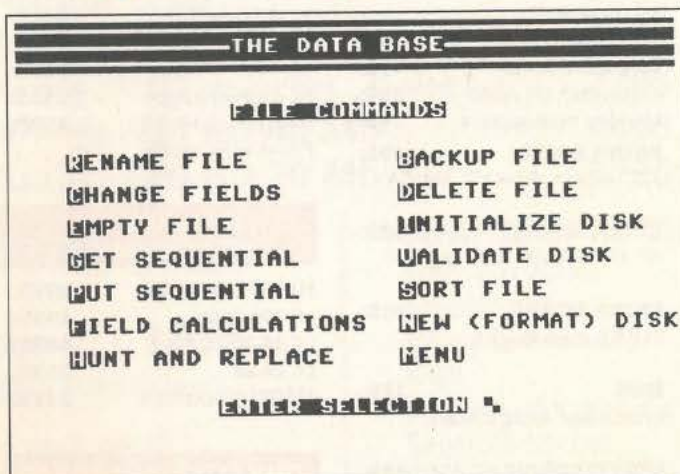 THE DATA BASE
FILE COMMANDS
RENAME FILE BACKUP FILE
CHANGE FIELDS DELETE FILE
EMPTY FILE INITIALIZE DISK
GET SEQUENTIAL VALIDATE DISK
PUT SEQUENTIAL SORT FILE
FIELD CALCULATIONS NEW (FORMAT) DISK
HUNT AND REPLACE MENU
ENTER SELECTION